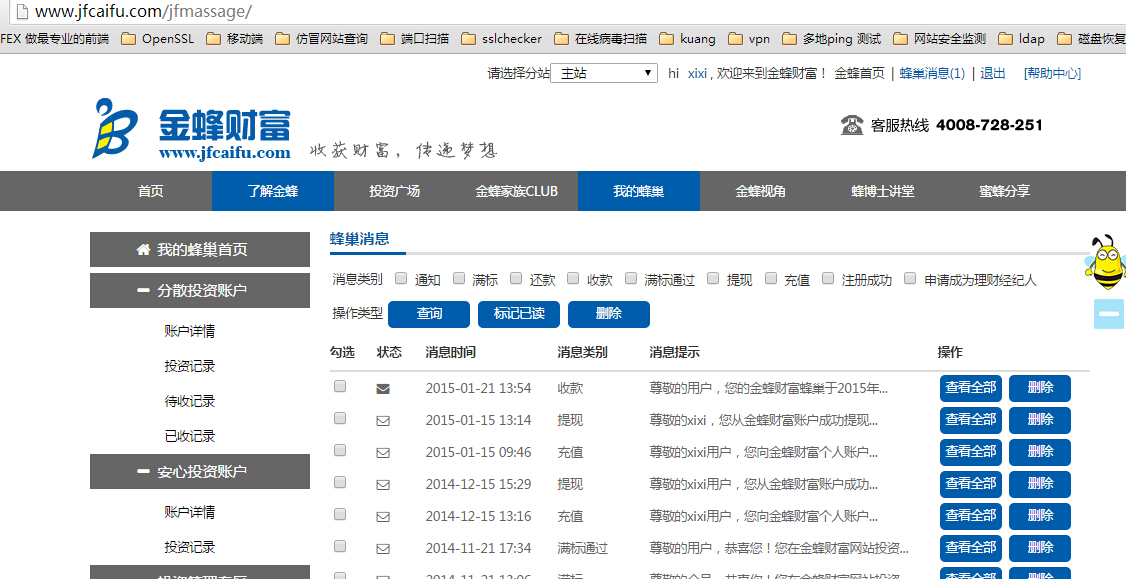 www.jfcaifu.com/jfmassage/
FEX 做最专业的前端 OpenSSL 移动端 仿冒网站查询 端口扫描 sslchecker 在线病毒扫描 kuang vpn 多地ping 测试 网站安全监测 ldap 磁盘恢复
请选择分站 主站 hi xixi , 欢迎来到金蜂财富！ 金蜂首页 | 蜂巢消息(1) | 退出 [帮助中心]
金蜂财富
www.jfcaifu.com 收获财富，传递梦想
客服热线 4008-728-251
首页 了解金蜂 投资广场 金蜂家族CLUB 我的蜂巢 金蜂视角 蜂博士讲堂 蜜蜂分享
我的蜂巢首页
分散投资账户
账户详情
投资记录
待收记录
已收记录
安心投资账户
账户详情
投资记录
蜂巢消息
消息类别 通知 满标 还款 收款 满标通过 提现 充值 注册成功 申请成为理财经纪人
操作类型 查询 标记已读 删除
勾选 状态 消息时间 消息类别 消息提示 操作
2015-01-21 13:54 收款 尊敬的用户，您的金蜂财富蜂巢于2015年... 查看全部 删除
2015-01-15 13:14 提现 尊敬的xixi，您从金蜂财富账户成功提现... 查看全部 删除
2015-01-15 09:46 充值 尊敬的xixi用户，您向金蜂财富个人账户... 查看全部 删除
2014-12-15 15:29 提现 尊敬的xixi用户，您从金蜂财富账户成功... 查看全部 删除
2014-12-15 13:16 充值 尊敬的xixi用户，您向金蜂财富个人账户... 查看全部 删除
2014-11-21 17:34 满标通过 尊敬的用户，恭喜您！您在金蜂财富网站投资... 查看全部 删除